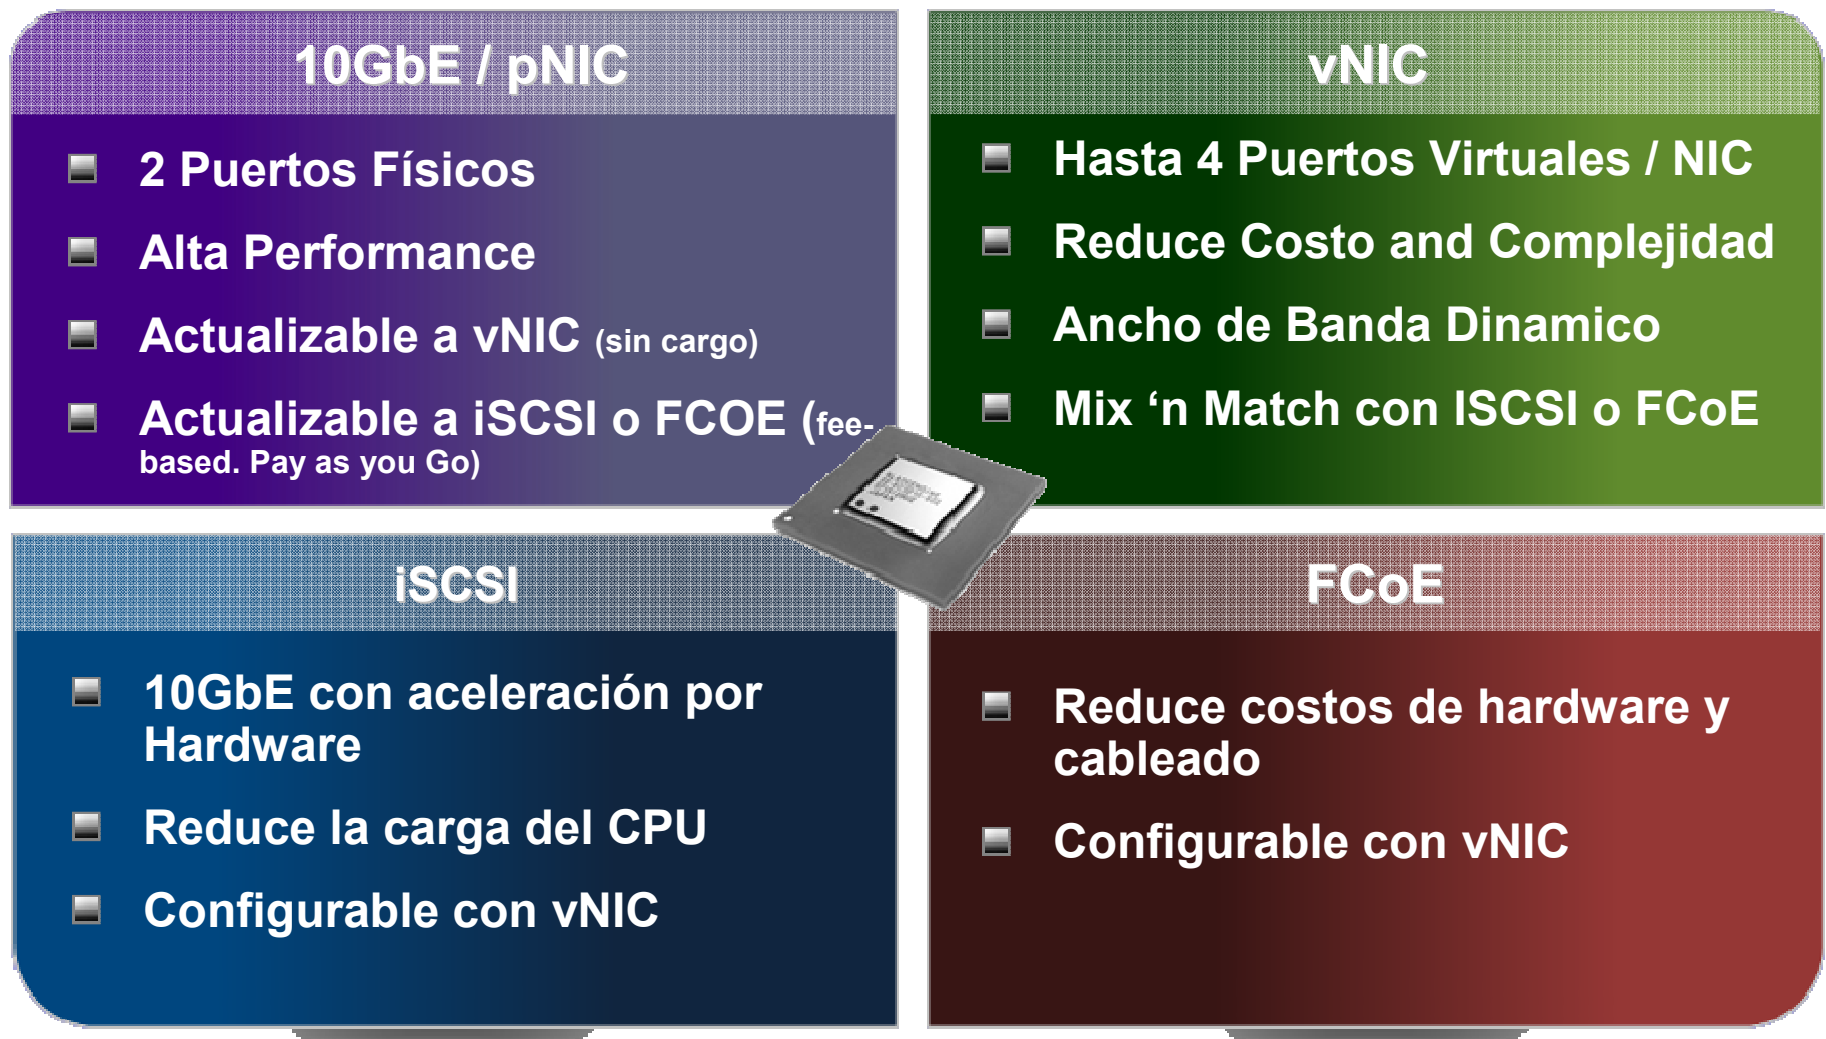 10GbE / pNIC
2 Puertos Físicos
Alta Performance
Actualizable a vNIC (sin cargo)
Actualizable a iSCSI o FCOE (fee-
based. Pay as you Go)
vNIC
Hasta 4 Puertos Virtuales / NIC
Reduce Costo and Complejidad
Ancho de Banda Dinamico
Mix ‘n Match con ISCSI o FCoE
iSCSI
10GbE con aceleración por
Hardware
Reduce la carga del CPU
Configurable con vNIC
FCoE
Reduce costos de hardware y
cableado
Configurable con vNIC